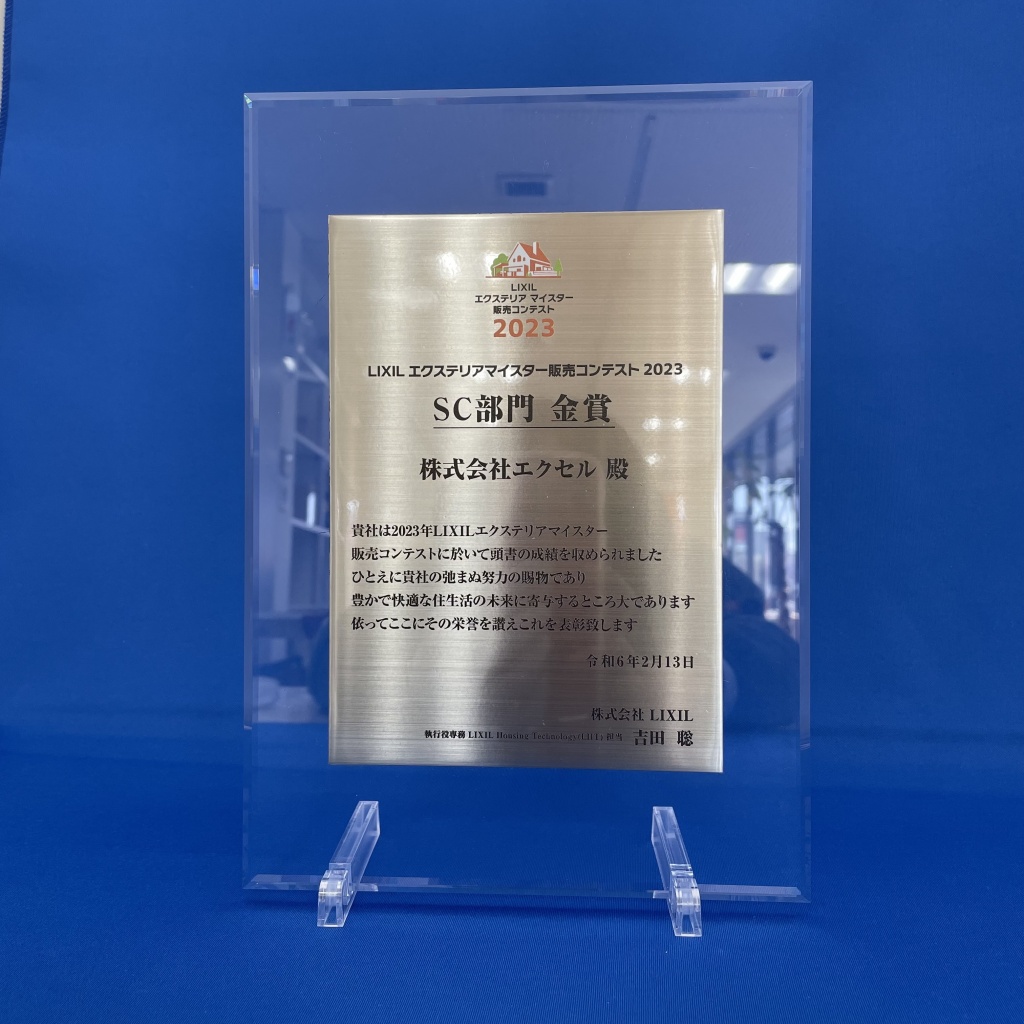 LIXIL
エクステリア マイスター
販売コンテスト
2023
LIXIL エクステリアマイスター販売コンテスト 2023
SC部門 金賞
株式会社エクセル 殿
貴社は2023年LIXILエクステリアマイスター
販売コンテストに於いて頭書の成績を収められました
ひとえに貴社の弛まぬ努力の賜物であり
豊かで快適な住生活の未来に寄与するところ大であります
依ってここにその栄誉を讃えこれを表彰致します
令和6年2月13日
株式会社 LIXIL
執行役専務 LIXIL Housing Technology 担当 吉田 聡